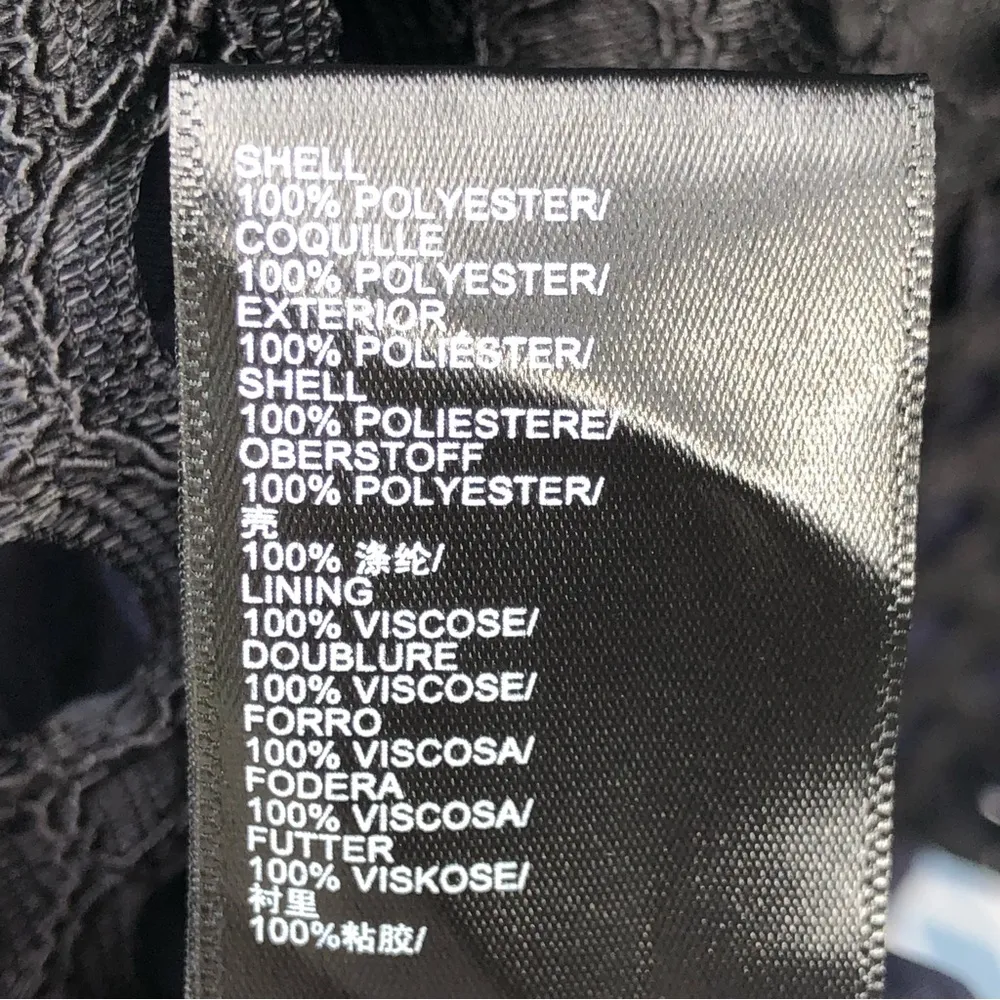 SHELL
100% POLYESTER/
COQUILLE
100% POLYESTER/
EXTERIOR
100% POLIÉSTER/
SHELL
100% POLIESTERE/
OBERSTOFF
100% POLYESTER/
壳
100% 涤纶/
LINING
100% VISCOSE/
DOUBLURE
100% VISCOSE/
FORRO
100% VISCOSA/
FODERA
100% VISCOSA/
FUTTER
100% VISKOSE/
衬里
100%粘胶/